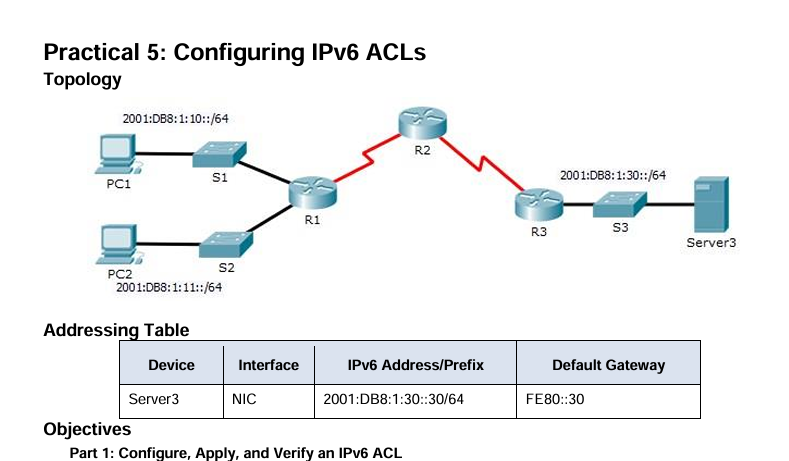 Practical 5: Configuring IPv6 ACLs
Topology
2001:DB8:1:10::/64
PC1
S1
R2
R1
2001:DB8:1:30::/64
R3
S3
Server3
PC2
S2
2001:DB8:1:11::/64
Addressing Table
Device Interface IPv6 Address/Prefix Default Gateway
Server3 NIC 2001:DB8:1:30::30/64 FE80::30
Objectives
Part 1: Configure, Apply, and Verify an IPv6 ACL